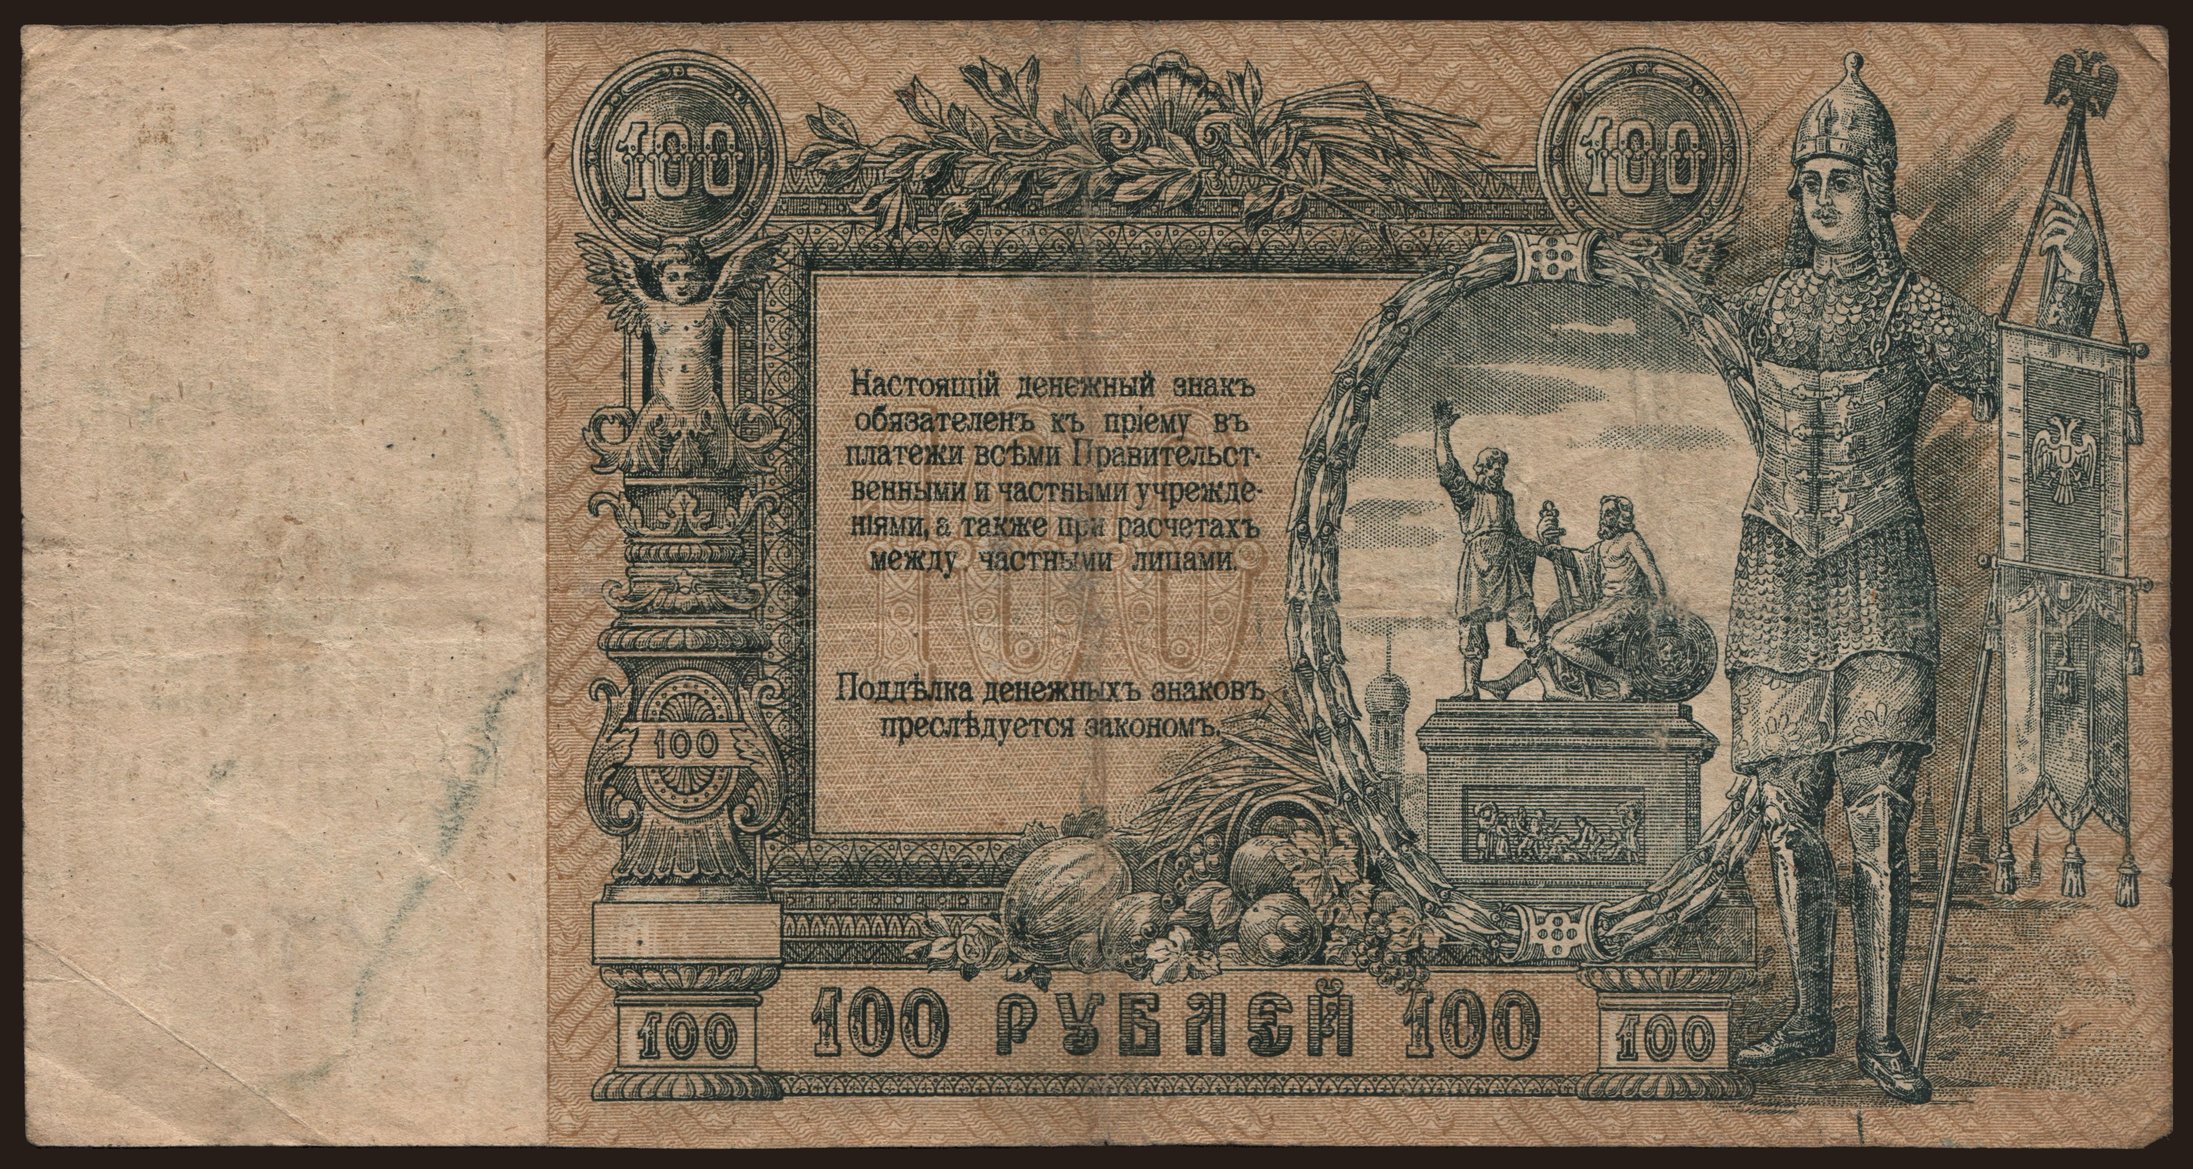 100
100
Настоящій денежный знакъ
обязателенъ къ пріему въ
платежи всѣми Правительст-
венными и частными учрежде-
ніями, а также при расчетахъ
между частными лицами.
100
Поддѣлка денежныхъ знаковъ
преслѣдуется закономъ.
100
100 РУБЛЕЙ 100
100
100